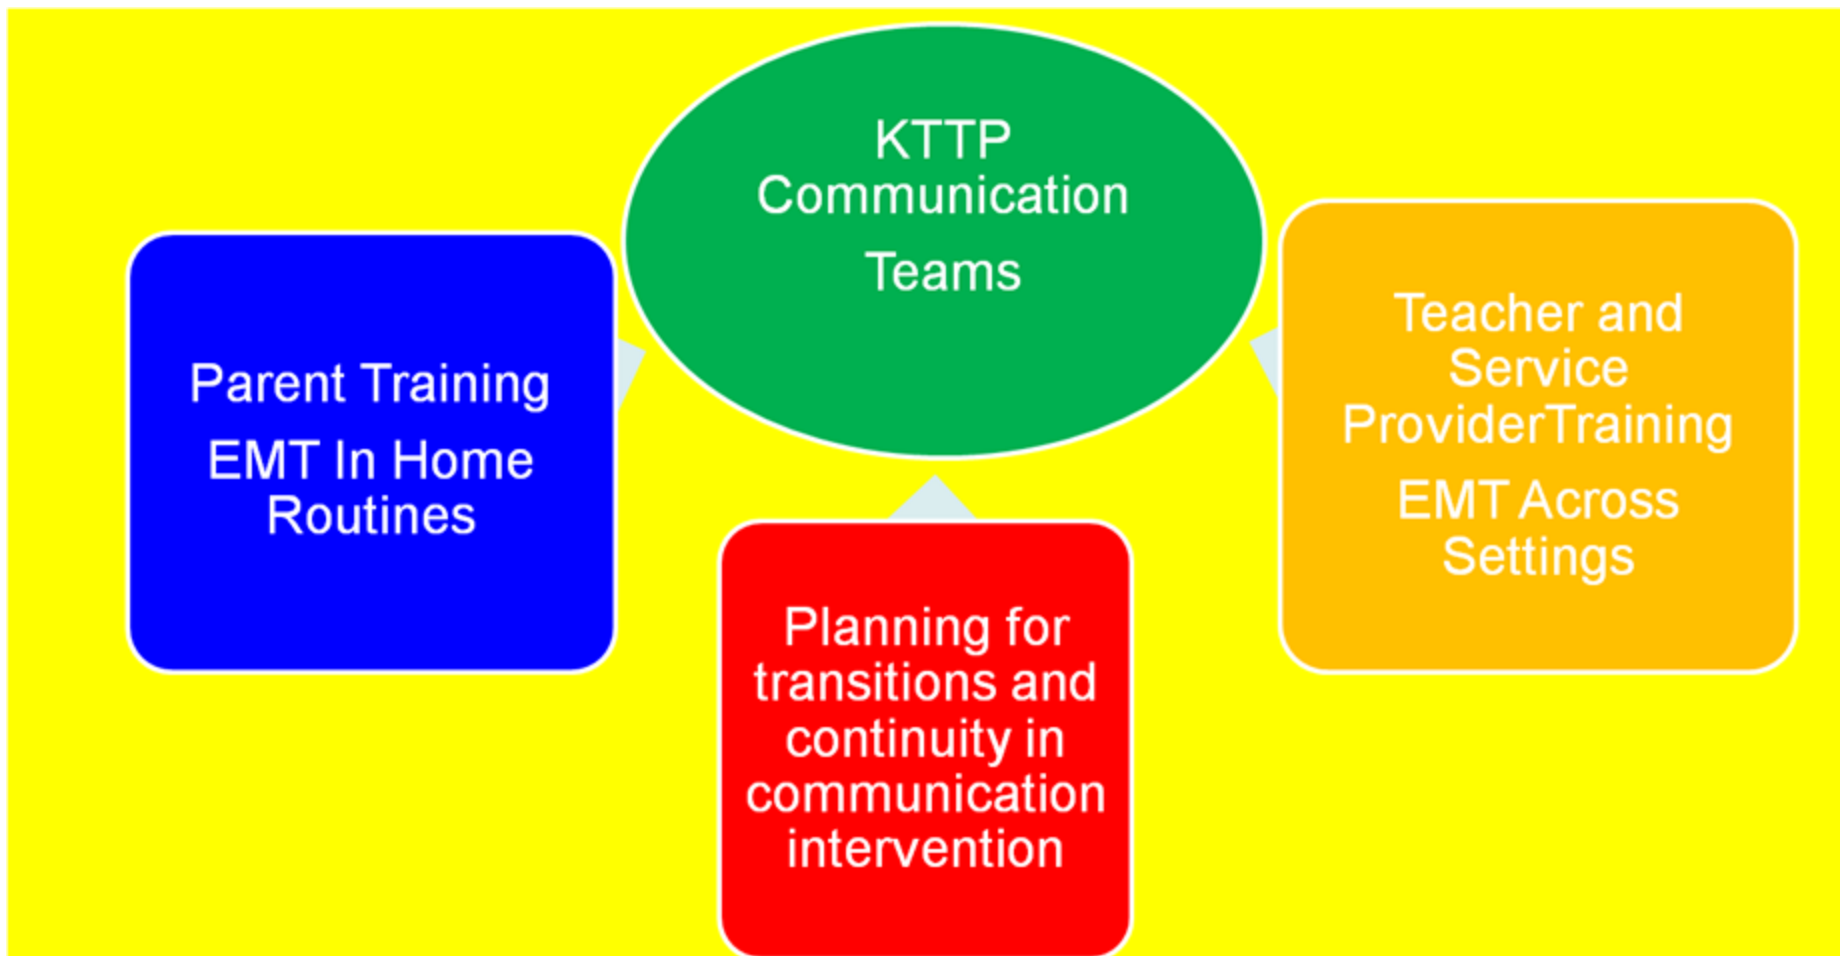 KTTP
Communication
Teams
Parent Training
EMT In Home
Routines
Planning for
transitions and
continuity in
communication
intervention
Teacher and
Service
ProviderTraining
EMT Across
Settings